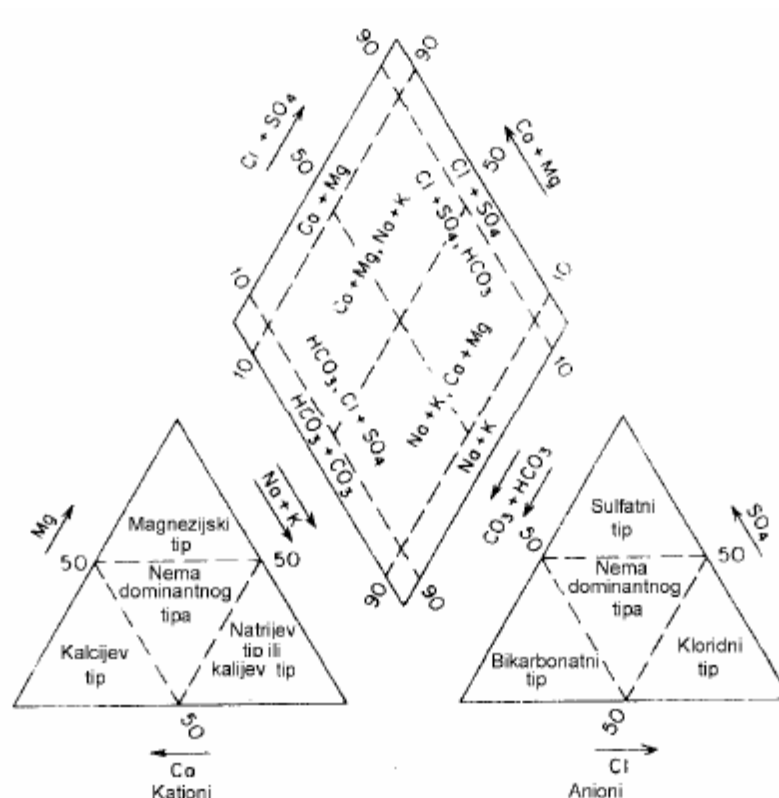 90
90
Cl + SO₄
50
50
Ca + Mg
Ca + Mg
Cl + SO₄
Ca + Mg, Na + K
Cl + SO₄, HCO₃
10
10
10
10
HCO₃, Cl + SO₄
Na + K, Ca + Mg
HCO₃ + CO₃
Na + K
90
90
Mg
50
Na + K
50
Magnezijski
tip
Nema
dominantnog
tipa
Kalcijev
tip
Natrijev
tip ili
kalijev tip
50
Ca
Kationi
CO₃ + HCO₃
50
SO₄
50
Sulfatni
tip
Nema
dominantnog
tipa
Bikarbonatni
tip
Kloridni
tip
50
Cl
Anioni